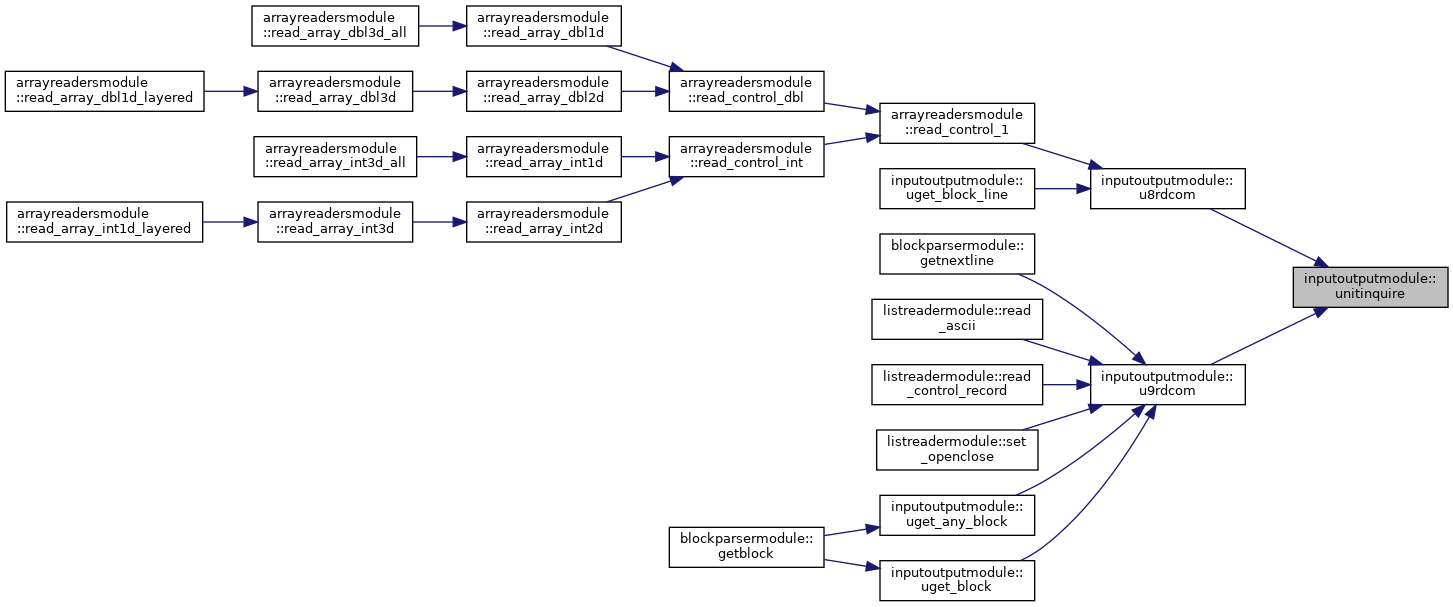 arrayreadersmodule
::read_array_dbl3d_all
arrayreadersmodule
::read_array_dbl1d
arrayreadersmodule
::read_array_dbl1d_layered
arrayreadersmodule
::read_array_dbl3d
arrayreadersmodule
::read_array_dbl2d
arrayreadersmodule
::read_control_dbl
arrayreadersmodule
::read_control_1
arrayreadersmodule
::read_array_int3d_all
arrayreadersmodule
::read_array_int1d
arrayreadersmodule
::read_control_int
inputoutputmodule::
uget_block_line
inputoutputmodule::
u8rdcom
arrayreadersmodule
::read_array_int1d_layered
arrayreadersmodule
::read_array_int3d
arrayreadersmodule
::read_array_int2d
blockparsermodule::
getnextline
inputoutputmodule::
unitinquire
listreadermodule::read
_ascii
listreadermodule::read
_control_record
inputoutputmodule::
u9rdcom
listreadermodule::set
_openclose
inputoutputmodule::
uget_any_block
blockparsermodule::
getblock
inputoutputmodule::
uget_block